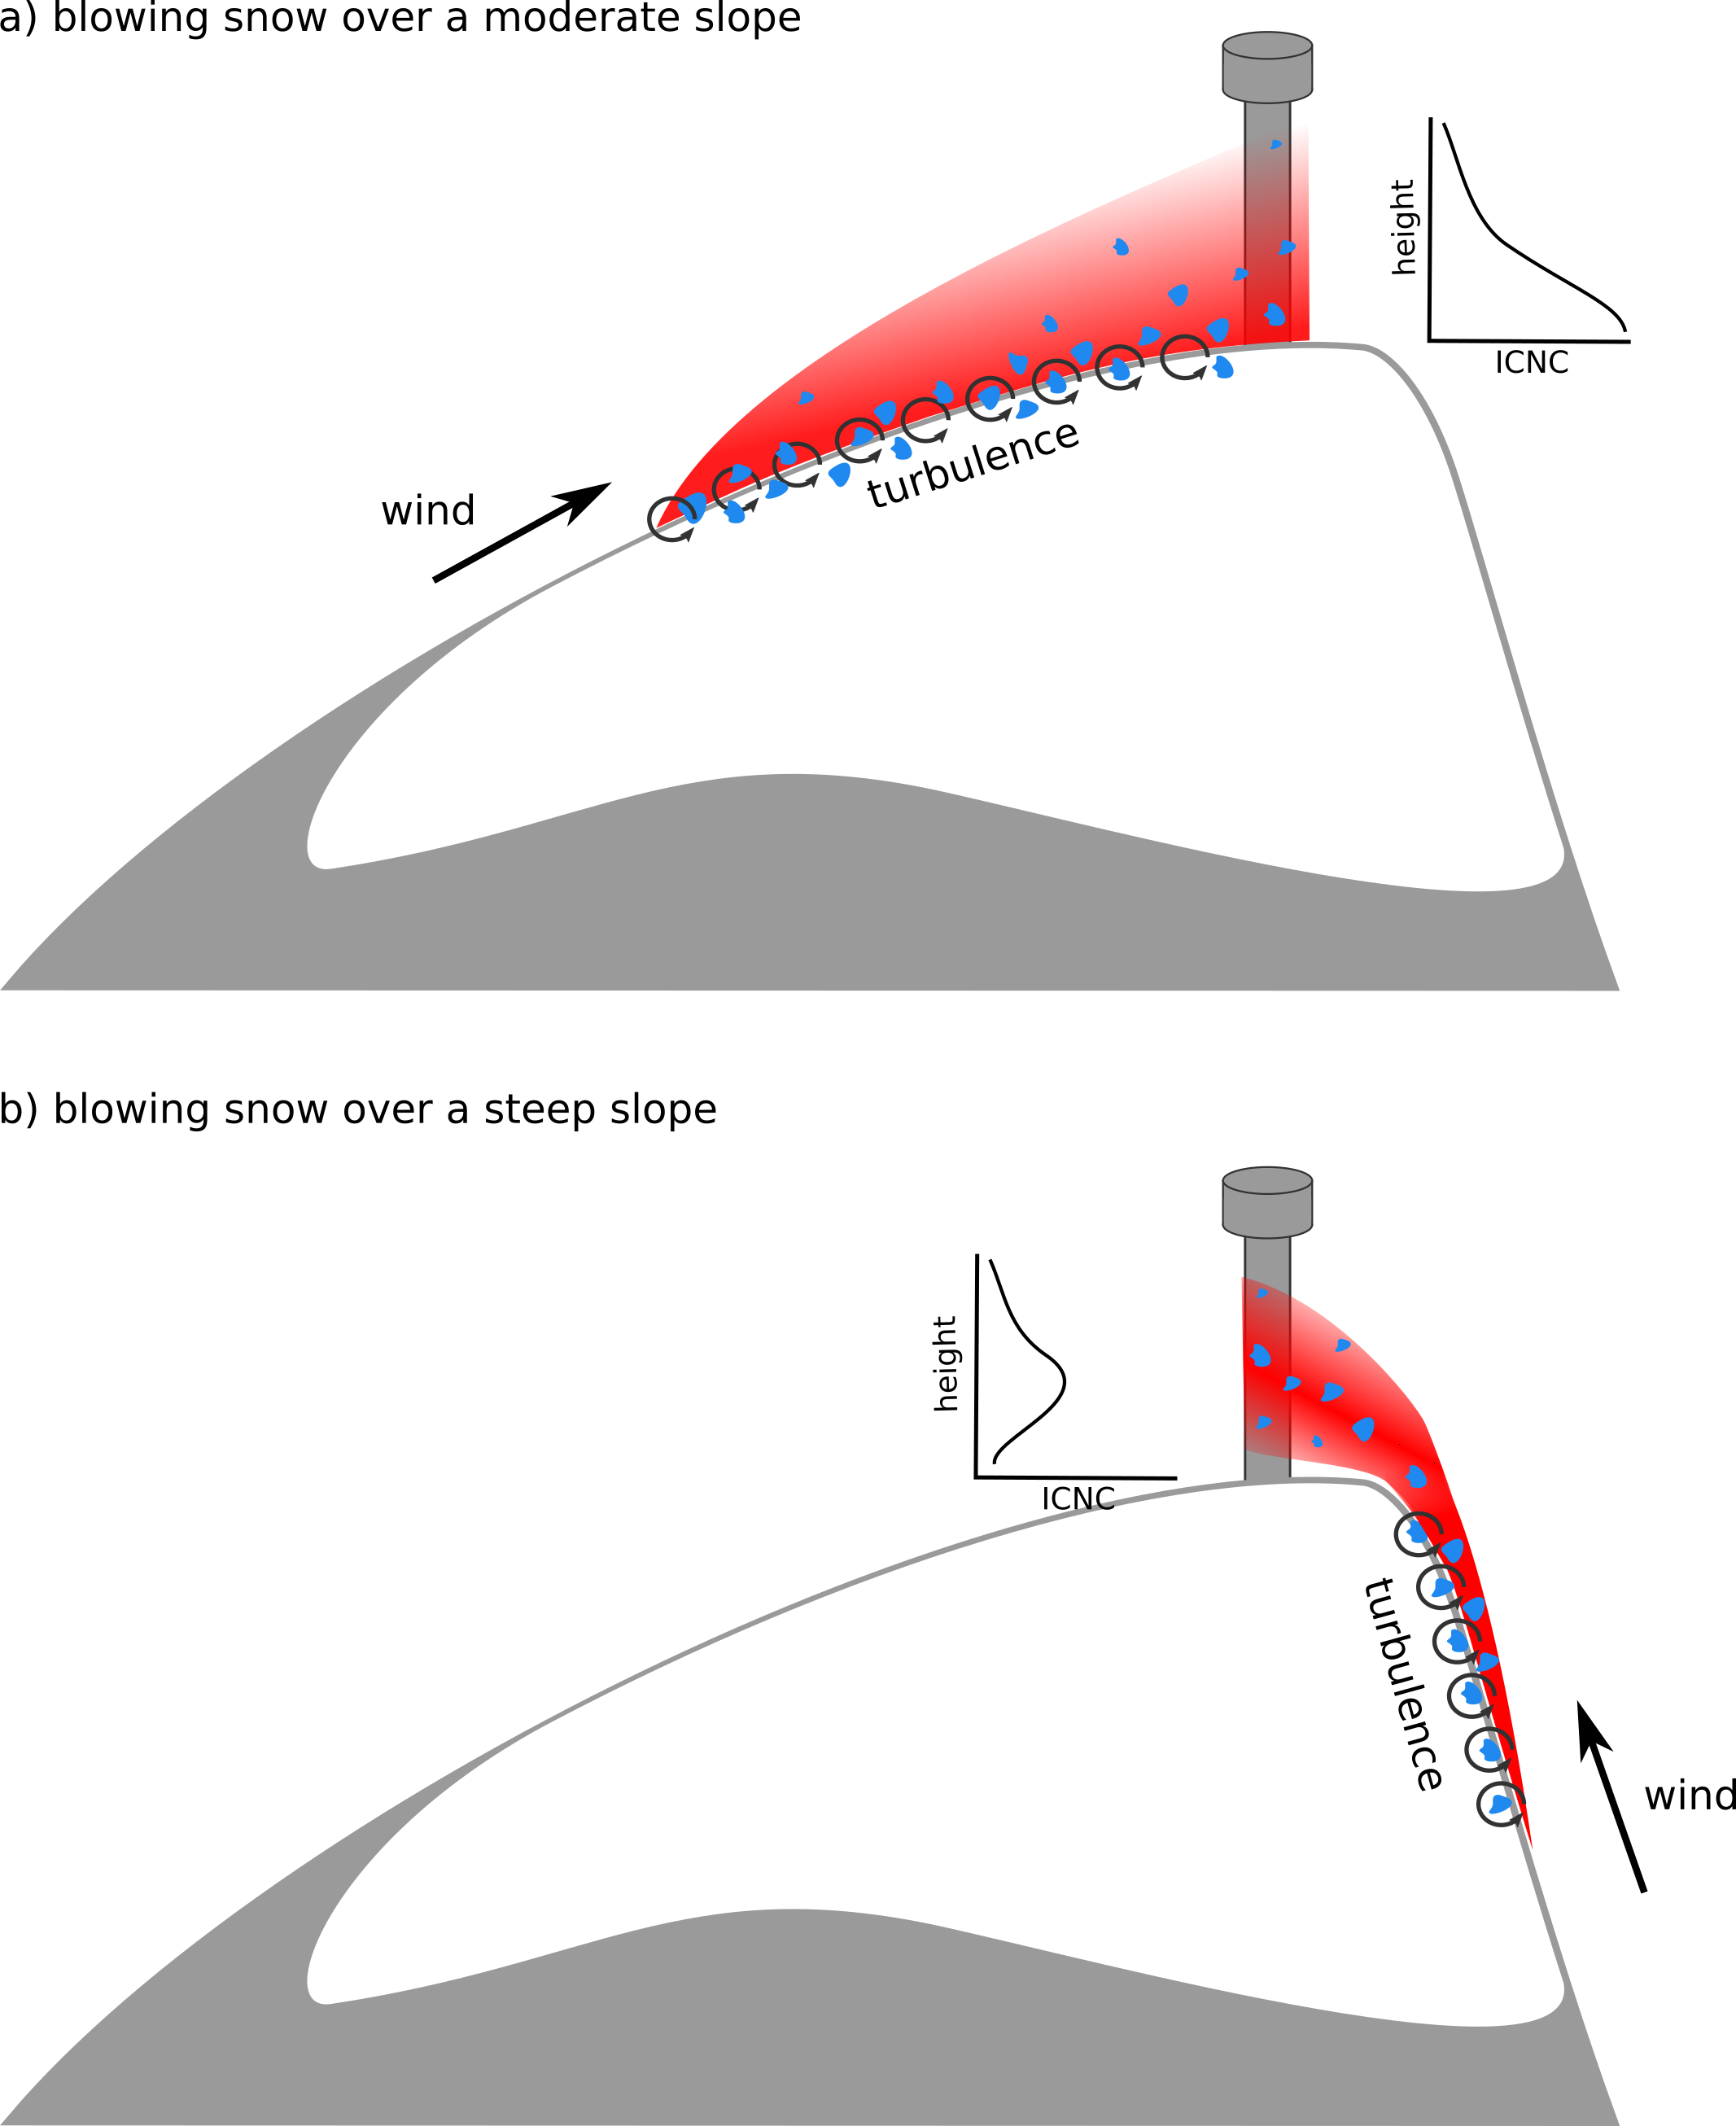 a) blowing snow over a moderate slope
height
ICNC
turbulence
wind
b) blowing snow over a steep slope
height
ICNC
turbulence
wind